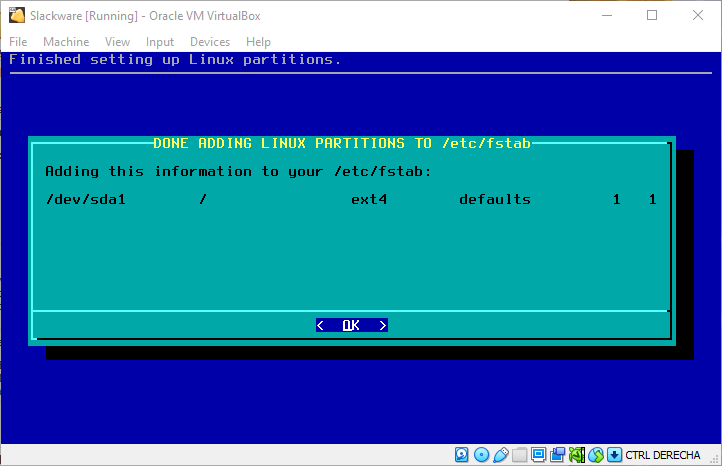 Slackware [Running] - Oracle VM VirtualBox
File Machine View Input Devices Help
Finished setting up Linux partitions.
DONE ADDING LINUX PARTITIONS TO /etc/fstab
Adding this information to your /etc/fstab:
/dev/sda1 / ext4 defaults 1 1
< OK >
CTRL DERECHA